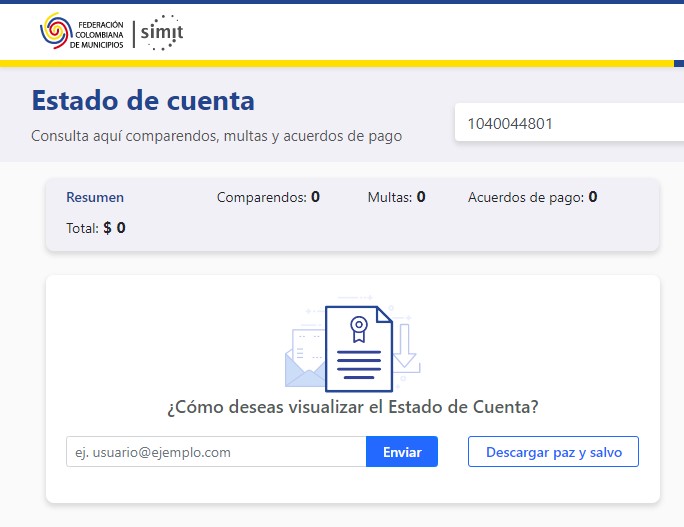 FEDERACIÓN
COLOMBIANA
DE MUNICIPIOS
simit
Estado de cuenta
Consulta aquí comparendos, multas y acuerdos de pago
1040044801
Resumen
Comparendos: 0
Multas: 0
Acuerdos de pago: 0
Total: $ 0
¿Cómo deseas visualizar el Estado de Cuenta?
ej. usuario@ejemplo.com
Enviar
Descargar paz y salvo